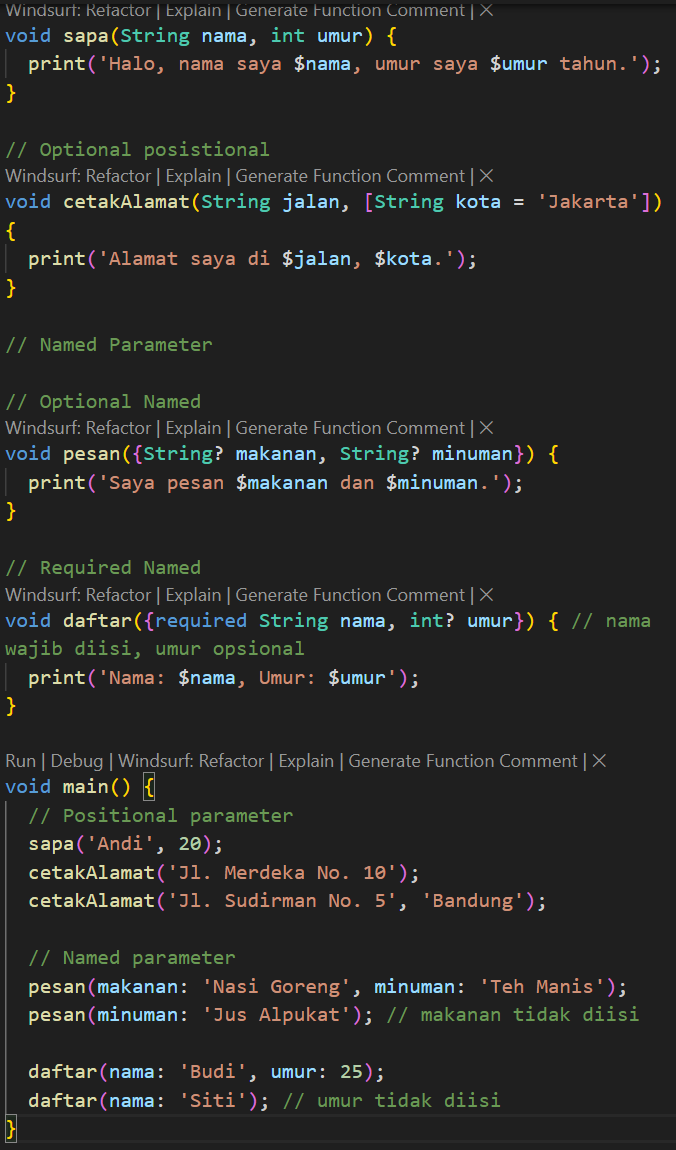 Windsurf: Refactor | Explain | Generate Function Comment | ×
void sapa(String nama, int umur) {
  print('Halo, nama saya $nama, umur saya $umur tahun.');
}

// Optional posistional
Windsurf: Refactor | Explain | Generate Function Comment | ×
void cetakAlamat(String jalan, [String kota = 'Jakarta'])
{
  print('Alamat saya di $jalan, $kota.');
}

// Named Parameter

// Optional Named
Windsurf: Refactor | Explain | Generate Function Comment | ×
void pesan({String? makanan, String? minuman}) {
  print('Saya pesan $makanan dan $minuman.');
}

// Required Named
Windsurf: Refactor | Explain | Generate Function Comment | ×
void daftar({required String nama, int? umur}) { // nama
wajib diisi, umur opsional
  print('Nama: $nama, Umur: $umur');
}

Run | Debug | Windsurf: Refactor | Explain | Generate Function Comment | ×
void main() {
  // Positional parameter
  sapa('Andi', 20);
  cetakAlamat('Jl. Merdeka No. 10');
  cetakAlamat('Jl. Sudirman No. 5', 'Bandung');

  // Named parameter
  pesan(makanan: 'Nasi Goreng', minuman: 'Teh Manis');
  pesan(minuman: 'Jus Alpukat'); // makanan tidak diisi

  daftar(nama: 'Budi', umur: 25);
  daftar(nama: 'Siti'); // umur tidak diisi
}